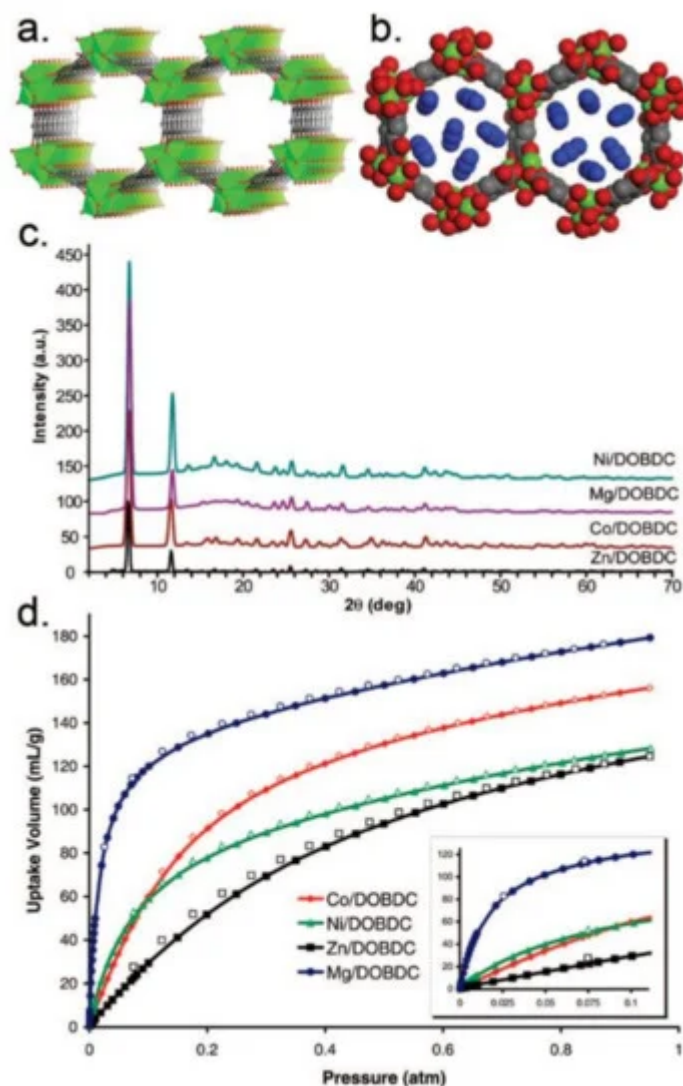 a.
b.
c.
450
400
350
300
250
200
150
100
50
0
Intensity (a.u.)
Ni/DOBDC
Mg/DOBDC
Co/DOBDC
Zn/DOBDC
10 20 30 40 50 60 70
2θ (deg)
d.
180
160
140
120
100
80
60
40
20
0
Uptake Volume (mL/g)
Co/DOBDC
Ni/DOBDC
Zn/DOBDC
Mg/DOBDC
120
100
80
60
40
20
0
0 0.025 0.05 0.075 0.1
0 0.2 0.4 0.6 0.8 1
Pressure (atm)